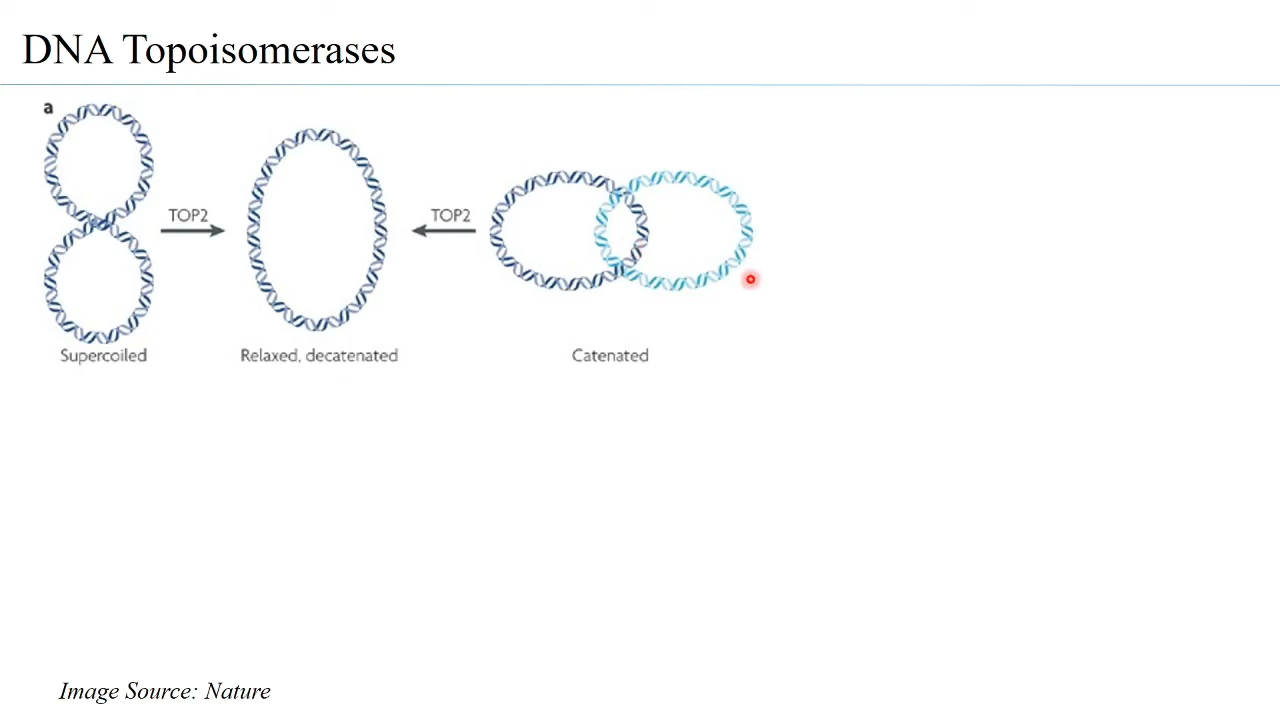 DNA Topoisomerases
a
TOP2
TOP2
Supercoiled
Relaxed, decatenated
Catenated
Image Source: Nature